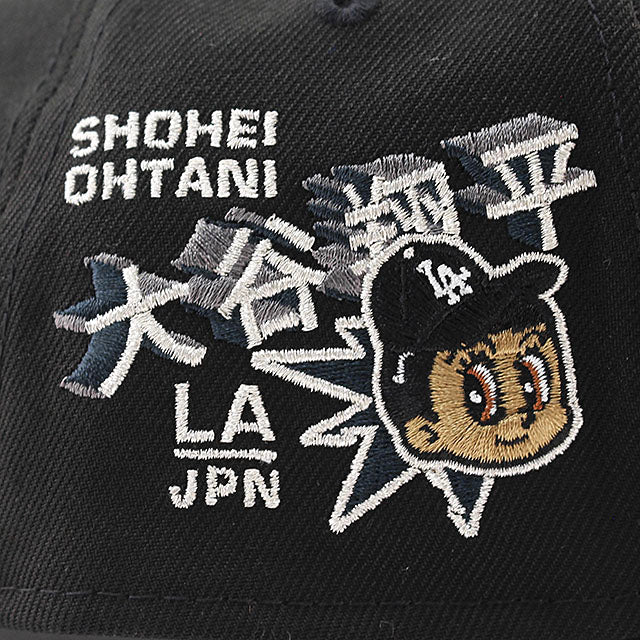 SHOHEI
OHTANI
大谷翔平
LA
LA
JPN